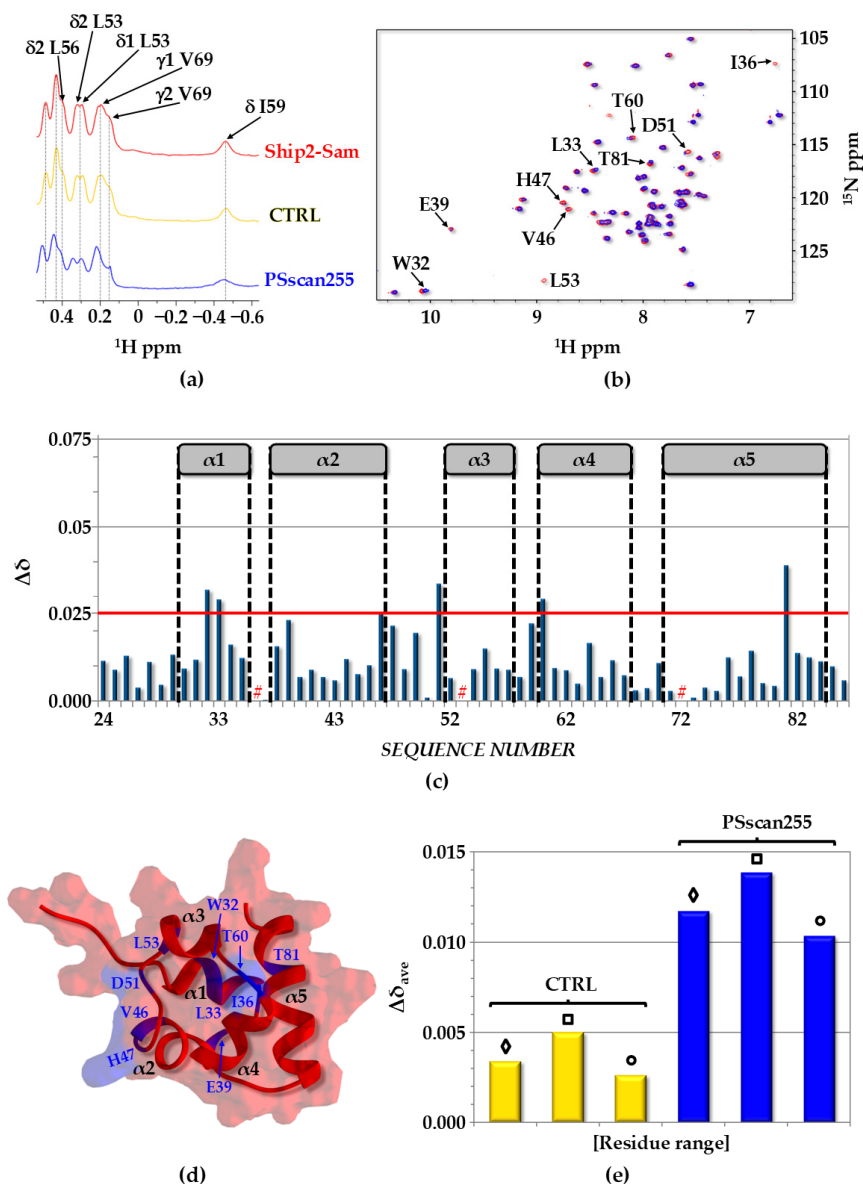 δ2 L53
δ2 L56
δ1 L53
γ1 V69
γ2 V69
δ I59
Ship2-Sam
CTRL
PSscan255
0.4 0.2 0 −0.2 −0.4 −0.6
¹H ppm
(a)
I36
T60
D51
L33
T81
H47
E39
V46
L53
W32
105
110
115
120
125
¹⁵N ppm
10 9 8 7
¹H ppm
(b)
α1 α2 α3 α4 α5
0.075
0.05
0.025
0.000
Δδ
# # #
24 33 43 52 62 72 82
SEQUENCE NUMBER
(c)
W32
α3
T60
L53
T81
D51
α1
α5
I36
V46
L33
H47
α2
α4
E39
(d)
PSscan255
CTRL
0.015
0.010
0.005
0.000
Δδave
[Residue range]
(e)